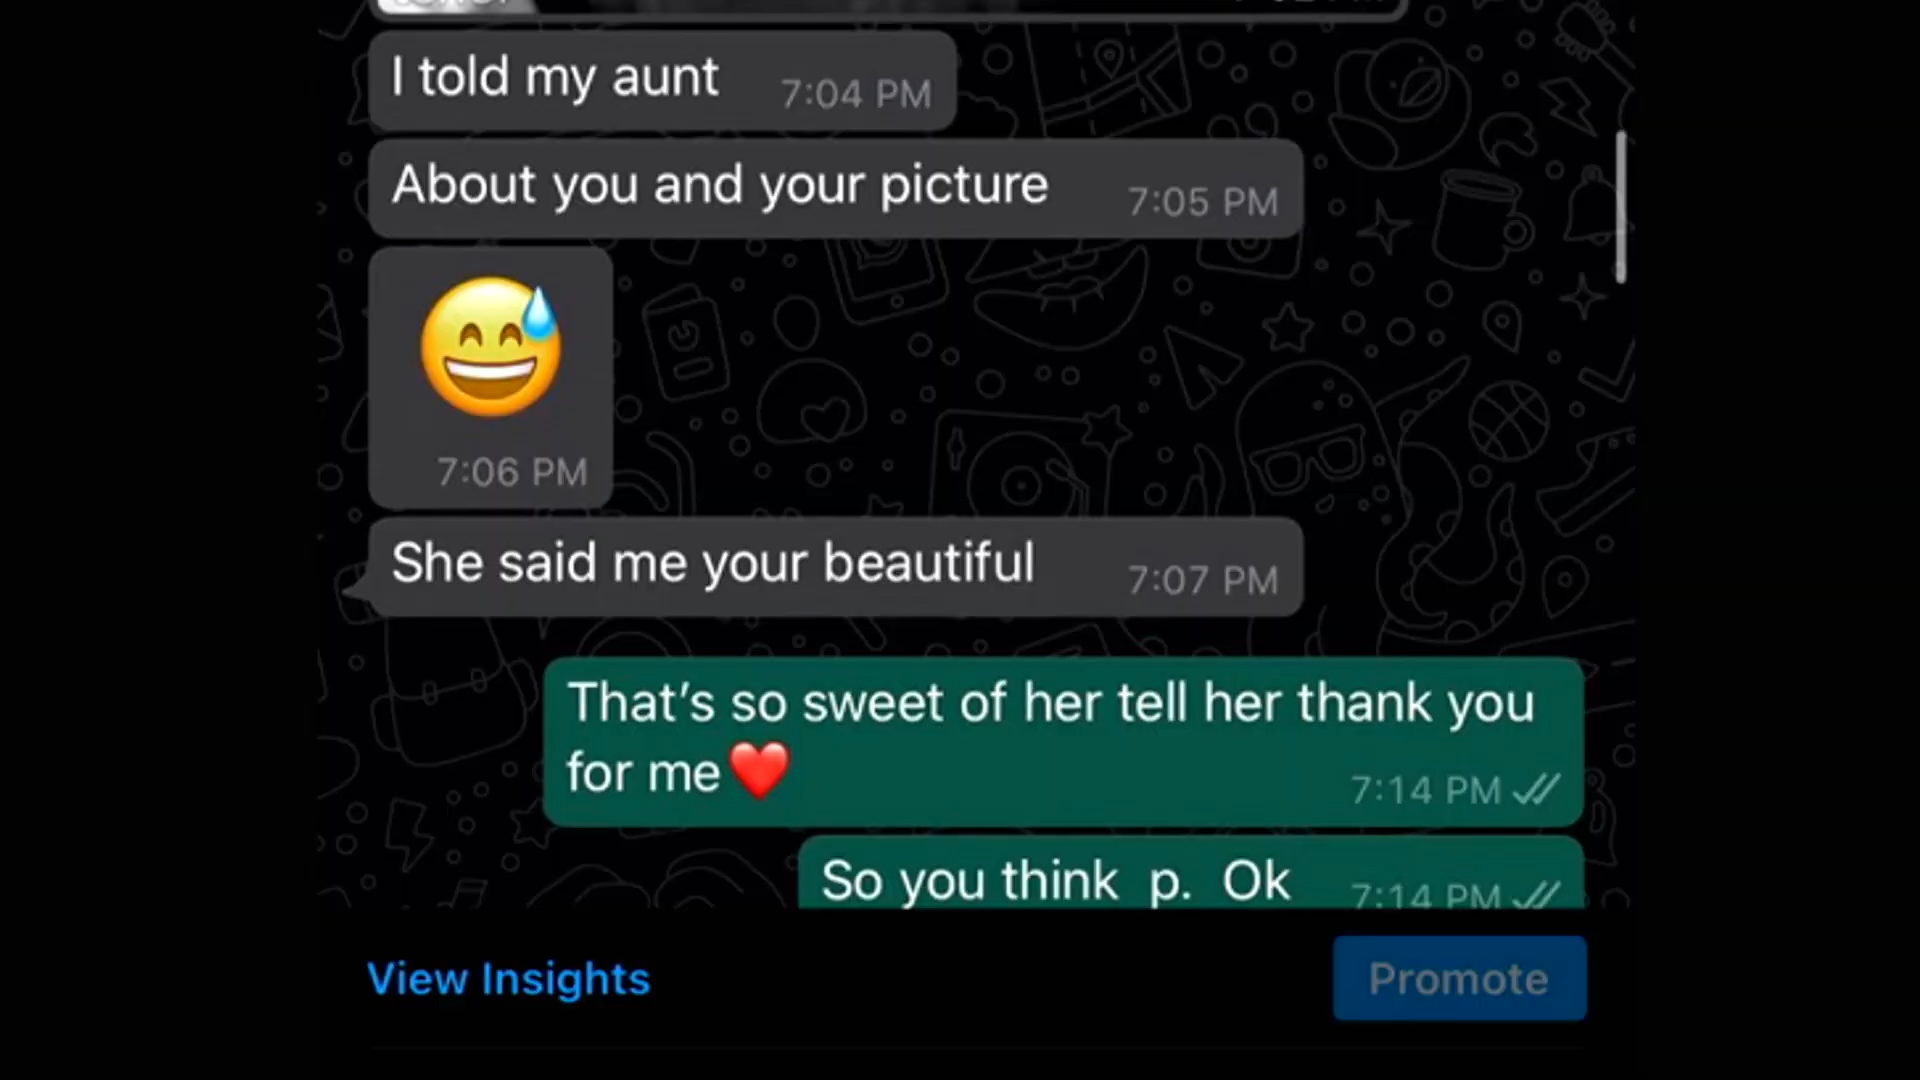 I told my aunt 7:04 PM
About you and your picture 7:05 PM
7:06 PM
She said me your beautiful 7:07 PM
That’s so sweet of her tell her thank you
for me❤️ 7:14 PM
So you think p. Ok 7:14 PM
View Insights
Promote